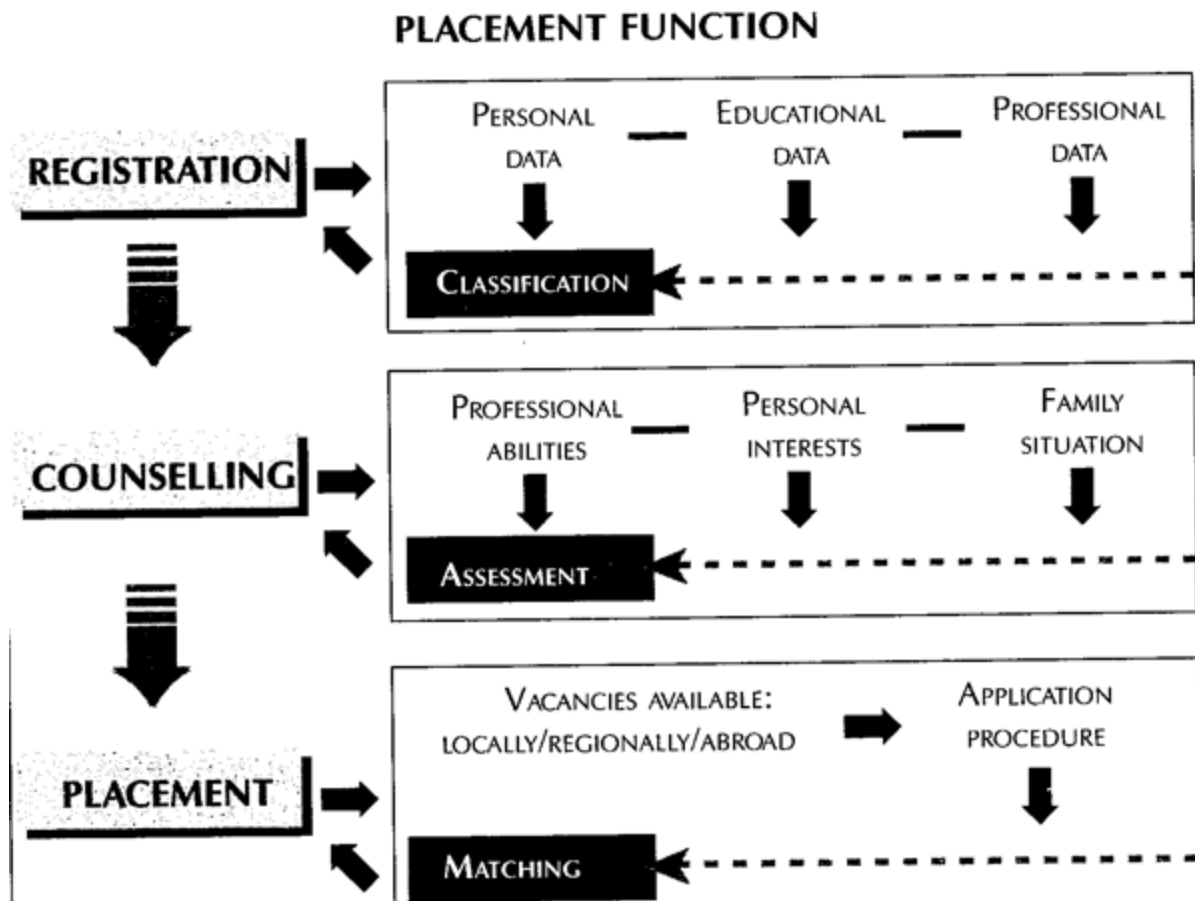 PLACEMENT FUNCTION
REGISTRATION
PERSONAL DATA
EDUCATIONAL DATA
PROFESSIONAL DATA
CLASSIFICATION
COUNSELLING
PROFESSIONAL ABILITIES
PERSONAL INTERESTS
FAMILY SITUATION
ASSESSMENT
PLACEMENT
VACANCIES AVAILABLE:
LOCALLY/REGIONALLY/ABROAD
APPLICATION PROCEDURE
MATCHING